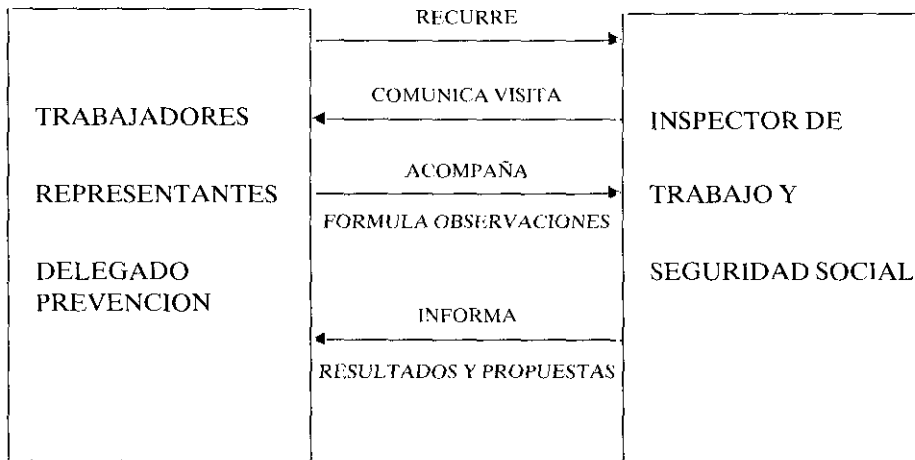 RECURRE
COMUNICA VISITA
TRABAJADORES
INSPECTOR DE
ACOMPAÑA
REPRESENTANTES
TRABAJO Y
FORMULA OBSERVACIONES
DELEGADO
PREVENCION
SEGURIDAD SOCIAL
INFORMA
RESULTADOS Y PROPUESTAS